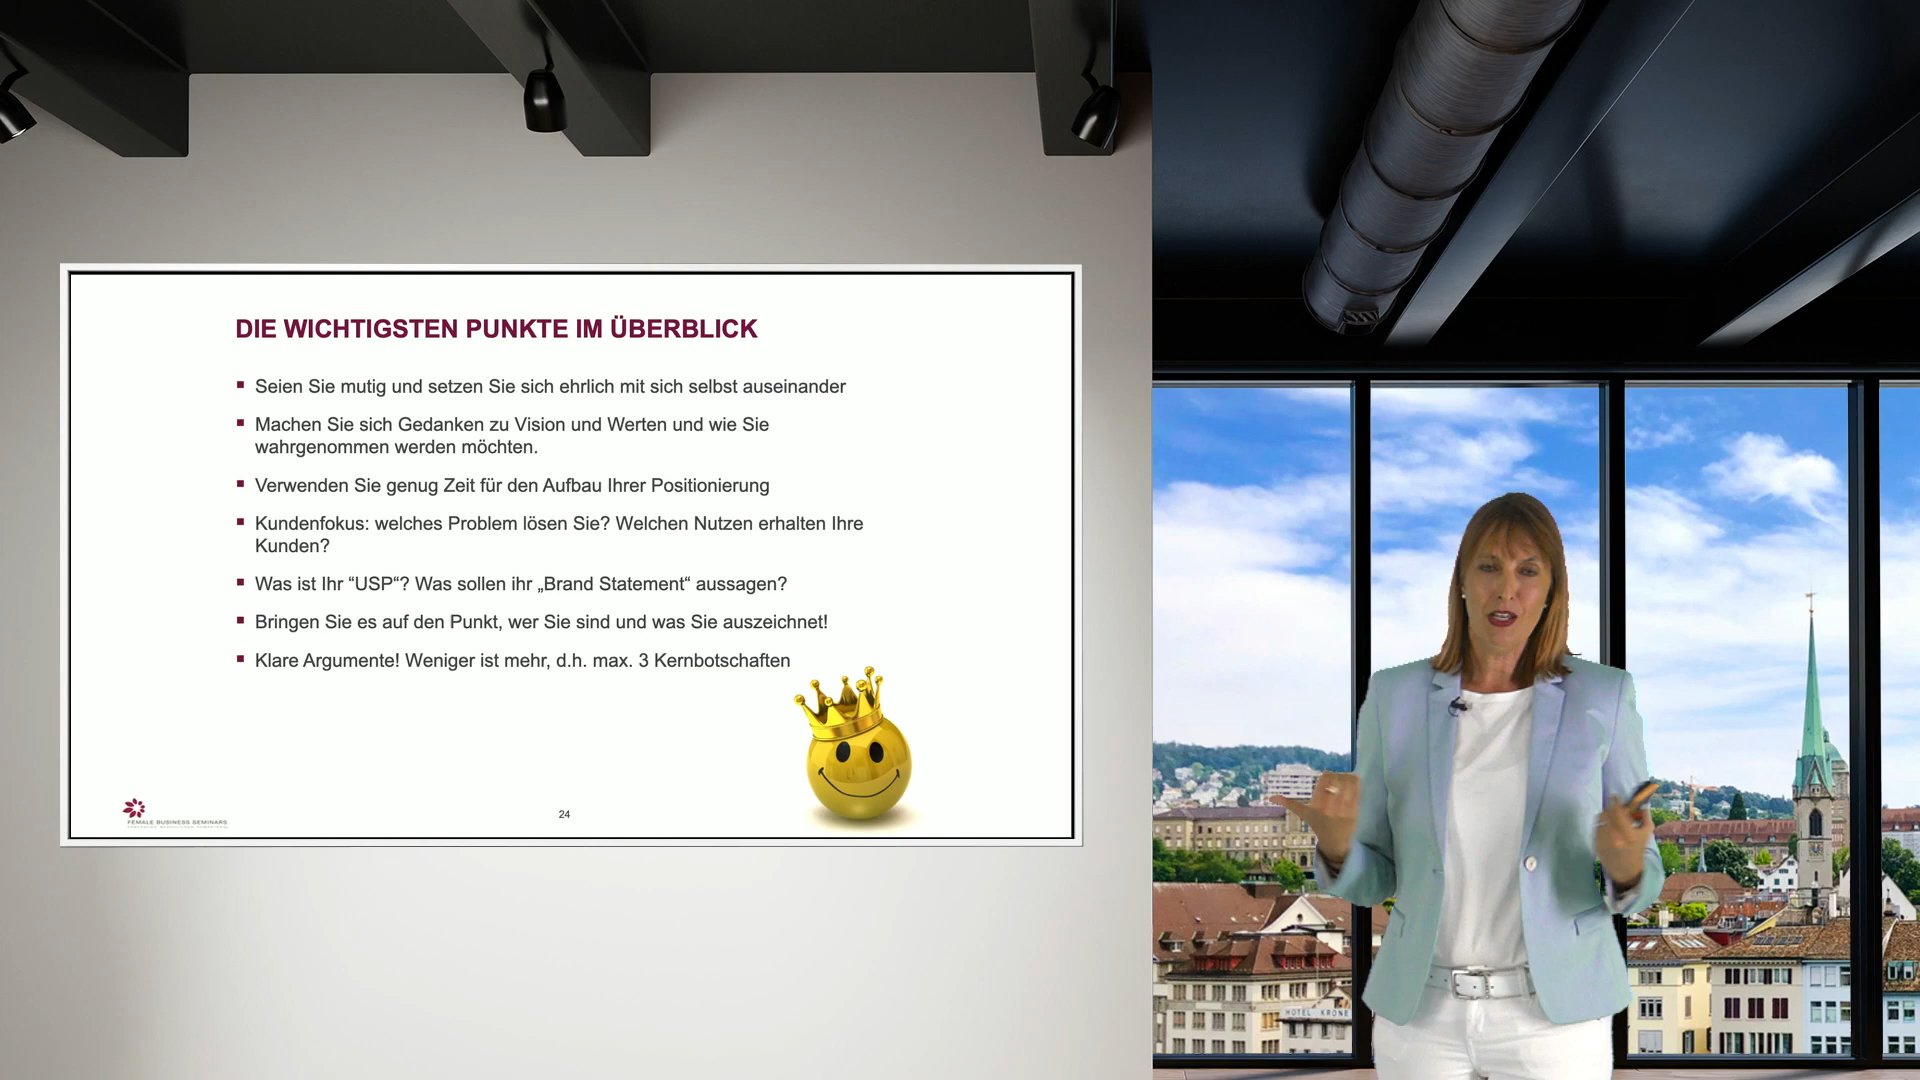 DIE WICHTIGSTEN PUNKTE IM ÜBERBLICK
Seien Sie mutig und setzen Sie sich ehrlich mit sich selbst auseinander
Machen Sie sich Gedanken zu Vision und Werten und wie Sie
wahrgenommen werden möchten.
Verwenden Sie genug Zeit für den Aufbau Ihrer Positionierung
Kundenfokus: welches Problem lösen Sie? Welchen Nutzen erhalten Ihre
Kunden?
Was ist Ihr “USP“? Was sollen ihr „Brand Statement“ aussagen?
Bringen Sie es auf den Punkt, wer Sie sind und was Sie auszeichnet!
Klare Argumente! Weniger ist mehr, d.h. max. 3 Kernbotschaften
FEMALE BUSINESS SEMINARS
24
HOTEL KRONE